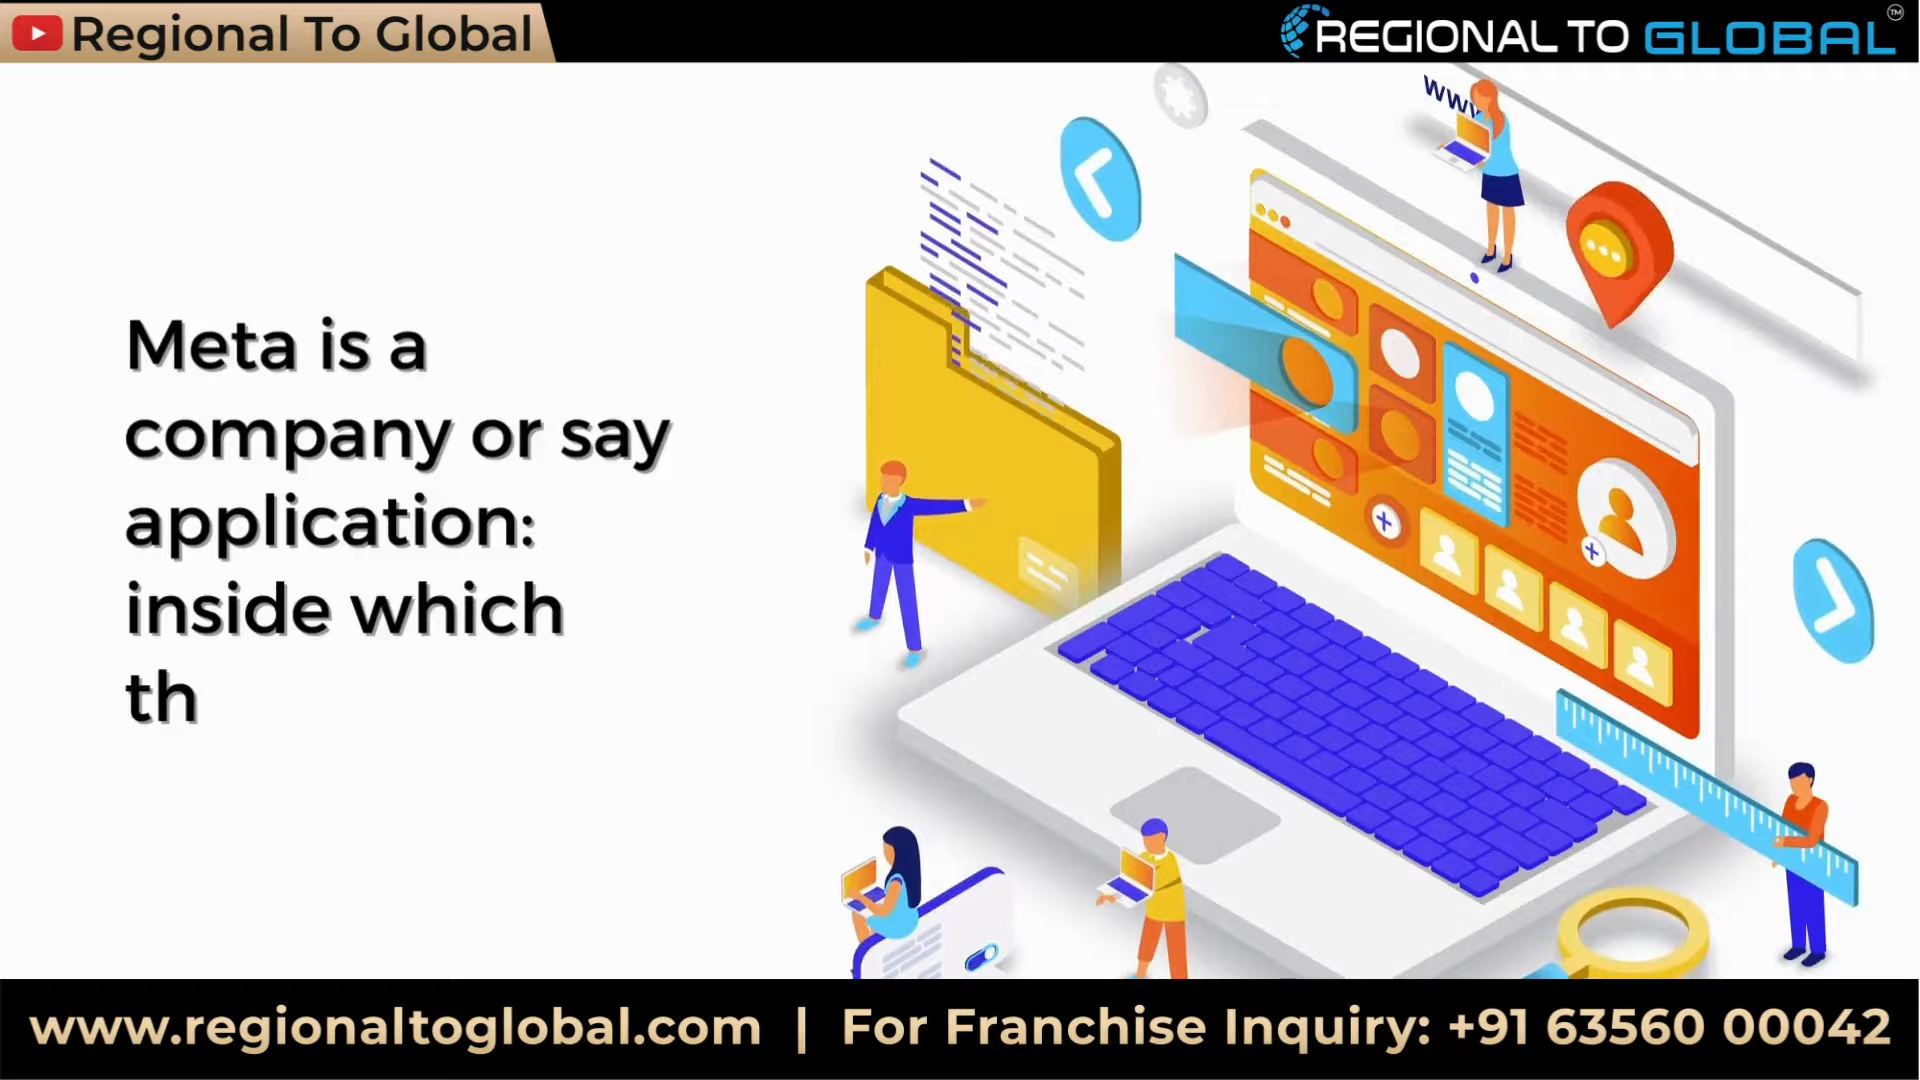 Regional To Global
REGIONAL TO GLOBAL™
www
Meta is a
company or say
application:
inside which
th
www.regionaltoglobal.com | For Franchise Inquiry: +91 63560 00042